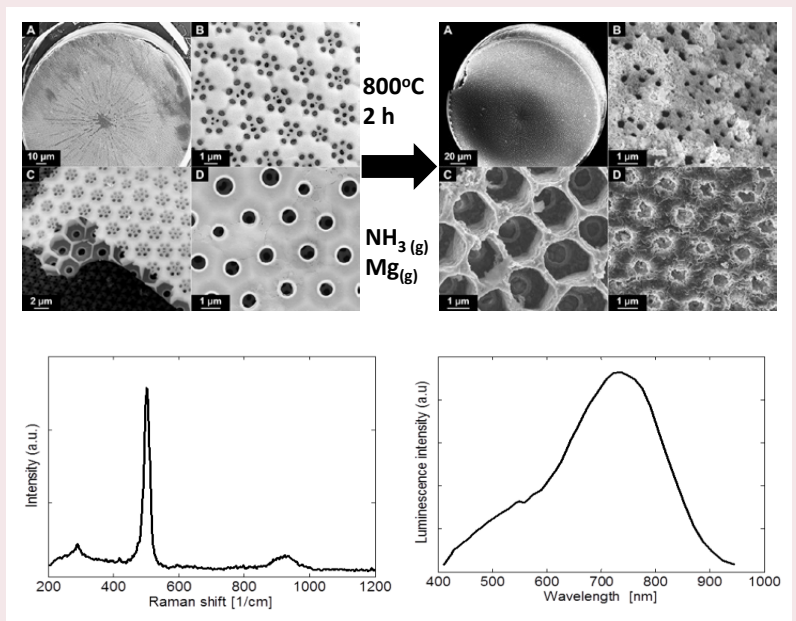 A
10 μm
B
1 μm
C
2 μm
D
1 μm
800ºC
2 h
NH3 (g)
Mg(g)
A
20 μm
B
1 μm
C
1 μm
D
1 μm
Intensity (a.u.)
200 400 600 800 1000 1200
Raman shift [1/cm]
Luminescence intensity (a.u)
400 500 600 700 800 900 1000
Wavelength [nm]